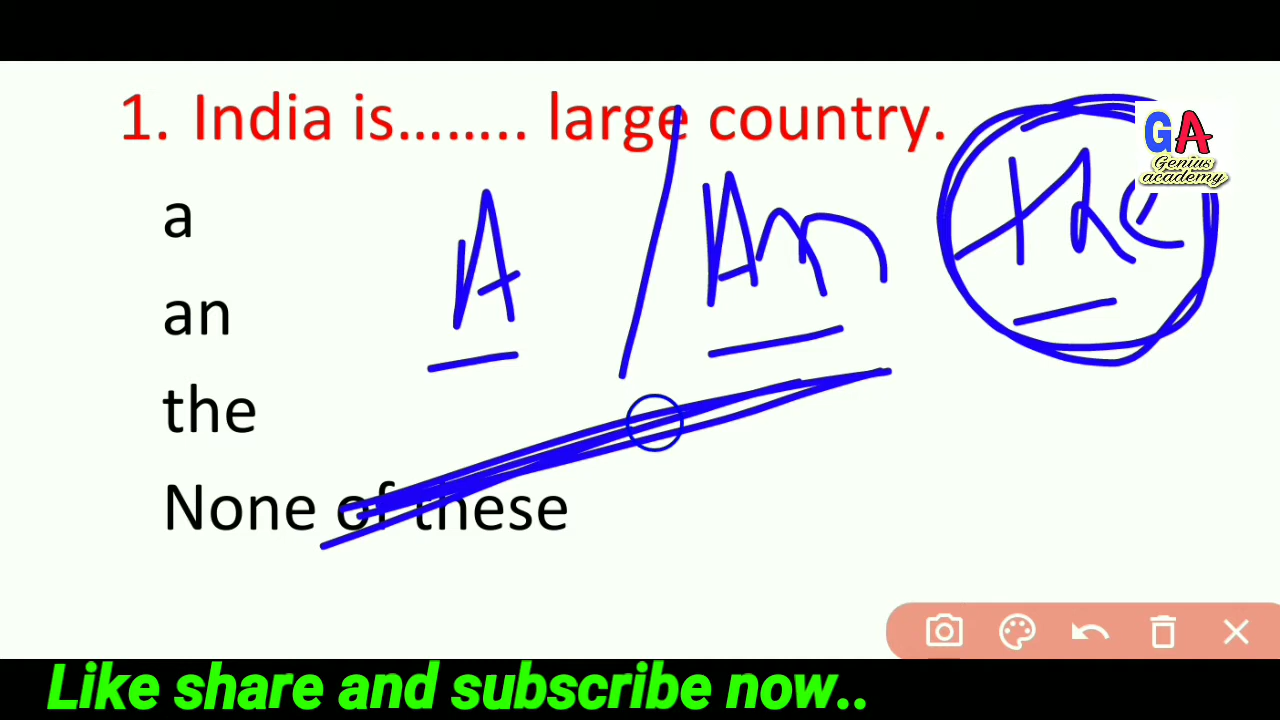 1. India is........ large country.
GA
Genius
academy
a
A / An the
an
the
None of these
Like share and subscribe now..